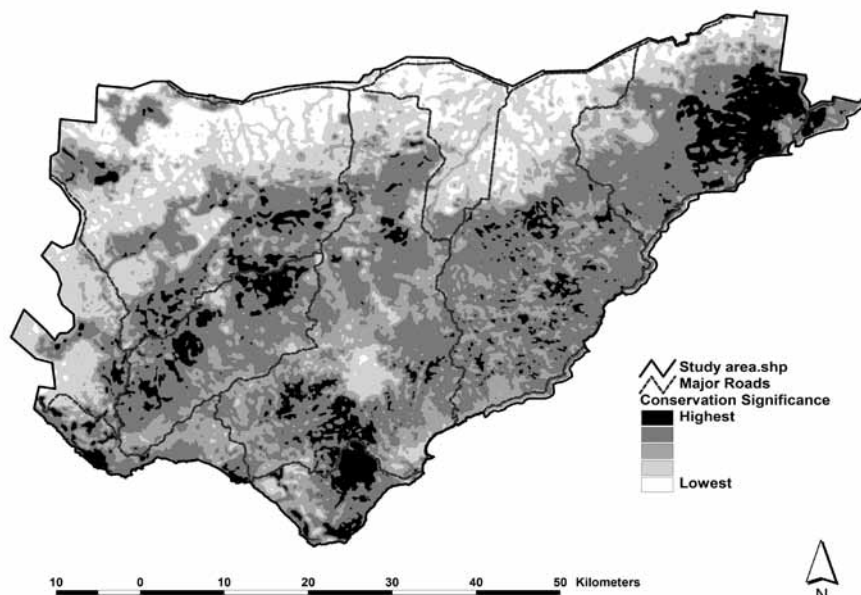 Study area.shp
Major Roads
Conservation Significance
Highest
Lowest
10 0 10 20 30 40 50 Kilometers
N